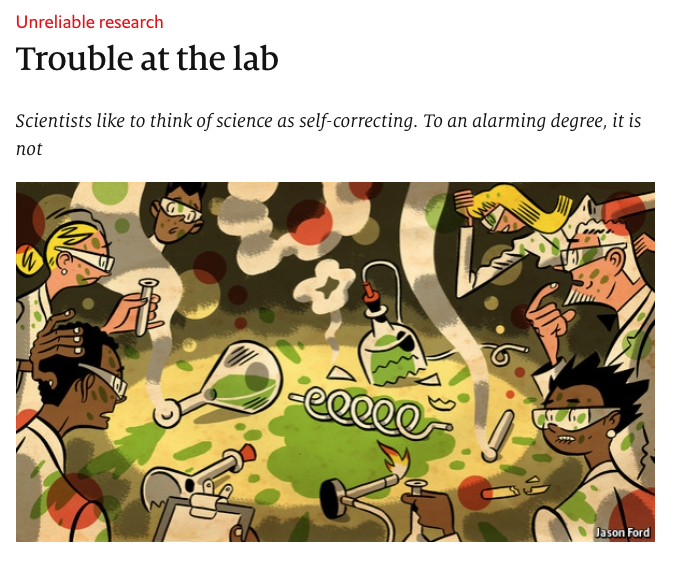 Unreliable research
Trouble at the lab
Scientists like to think of science as self-correcting. To an alarming degree, it is
not
Jason Ford